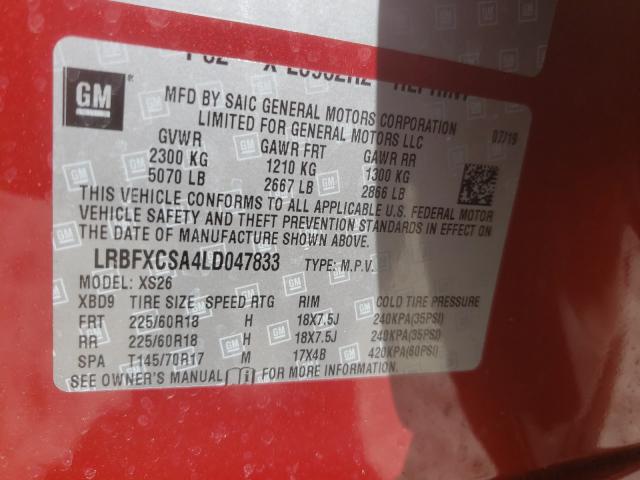 GM
MFD BY SAIC GENERAL MOTORS CORPORATION
LIMITED FOR GENERAL MOTORS LLC
07/19
GVWR GAWR FRT GAWR RR
2300 KG 1210 KG 1300 KG
5070 LB 2667 LB 2866 LB
THIS VEHICLE CONFORMS TO ALL APPLICABLE U.S. FEDERAL MOTOR
VEHICLE SAFETY AND THEFT PREVENTION STANDARDS IN EFFECT ON
THE DATE OF MANUFACTURE SHOWN ABOVE.
LRBFXCSA4LD047833 TYPE: M.P.V.
MODEL: XS26
XBD9 TIRE SIZE SPEED RTG RIM COLD TIRE PRESSURE
FRT 225/60R18 H 18X7.5J 240KPA(35PSI)
RR 225/60R18 H 18X7.5J 240KPA(35PSI)
SPA T145/70R17 M 17X4B 420KPA(60PSI)
SEE OWNER'S MANUAL i FOR MORE INFORMATION.